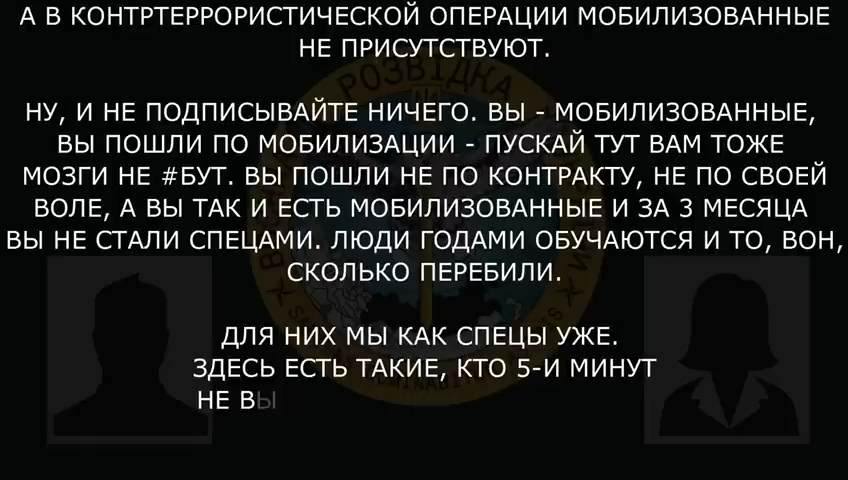 А В КОНТРТЕРРОРИСТИЧЕСКОЙ ОПЕРАЦИИ МОБИЛИЗОВАННЫЕ
НЕ ПРИСУТСТВУЮТ.
НУ, И НЕ ПОДПИСЫВАЙТЕ НИЧЕГО. ВЫ - МОБИЛИЗОВАННЫЕ,
ВЫ ПОШЛИ ПО МОБИЛИЗАЦИИ - ПУСКАЙ ТУТ ВАМ ТОЖЕ
МОЗГИ НЕ #БУТ. ВЫ ПОШЛИ НЕ ПО КОНТРАКТУ, НЕ ПО СВОЕЙ
ВОЛЕ, А ВЫ ТАК И ЕСТЬ МОБИЛИЗОВАННЫЕ И ЗА 3 МЕСЯЦА
ВЫ НЕ СТАЛИ СПЕЦАМИ. ЛЮДИ ГОДАМИ ОБУЧАЮТСЯ И ТО, ВОН,
СКОЛЬКО ПЕРЕБИЛИ.
ДЛЯ НИХ МЫ КАК СПЕЦЫ УЖЕ.
ЗДЕСЬ ЕСТЬ ТАКИЕ, КТО 5-И МИНУТ
НЕ ВЫ
РОЗВІДКА